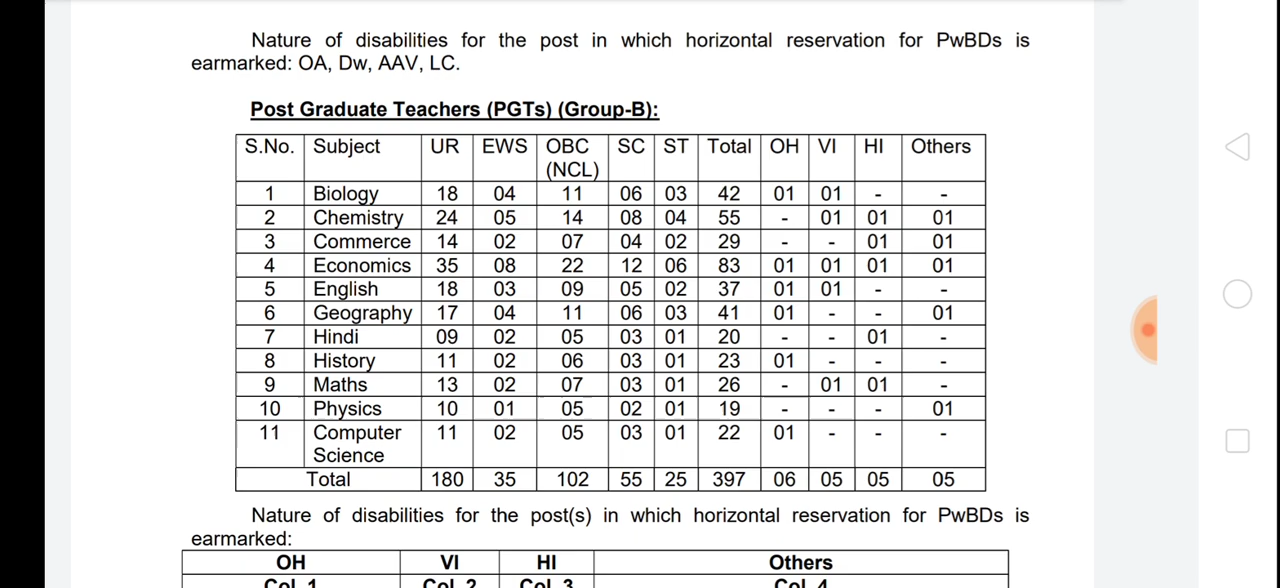 Nature of disabilities for the post in which horizontal reservation for PwBDs is
earmarked: OA, Dw, AAV, LC.
Post Graduate Teachers (PGTs) (Group-B):
S.No. Subject UR EWS OBC (NCL) SC ST Total OH VI HI Others
1 Biology 18 04 11 06 03 42 01 01 - -
2 Chemistry 24 05 14 08 04 55 - 01 01 01
3 Commerce 14 02 07 04 02 29 - - 01 01
4 Economics 35 08 22 12 06 83 01 01 01 01
5 English 18 03 09 05 02 37 01 01 - -
6 Geography 17 04 11 06 03 41 01 - - 01
7 Hindi 09 02 05 03 01 20 - - 01 -
8 History 11 02 06 03 01 23 01 - - -
9 Maths 13 02 07 03 01 26 - 01 01 -
10 Physics 10 01 05 02 01 19 - - - 01
11 Computer Science 11 02 05 03 01 22 01 - - -
Total 180 35 102 55 25 397 06 05 05 05
Nature of disabilities for the post(s) in which horizontal reservation for PwBDs is
earmarked:
OH VI HI Others
Col. 1 Col. 2 Col. 3 Col. 4